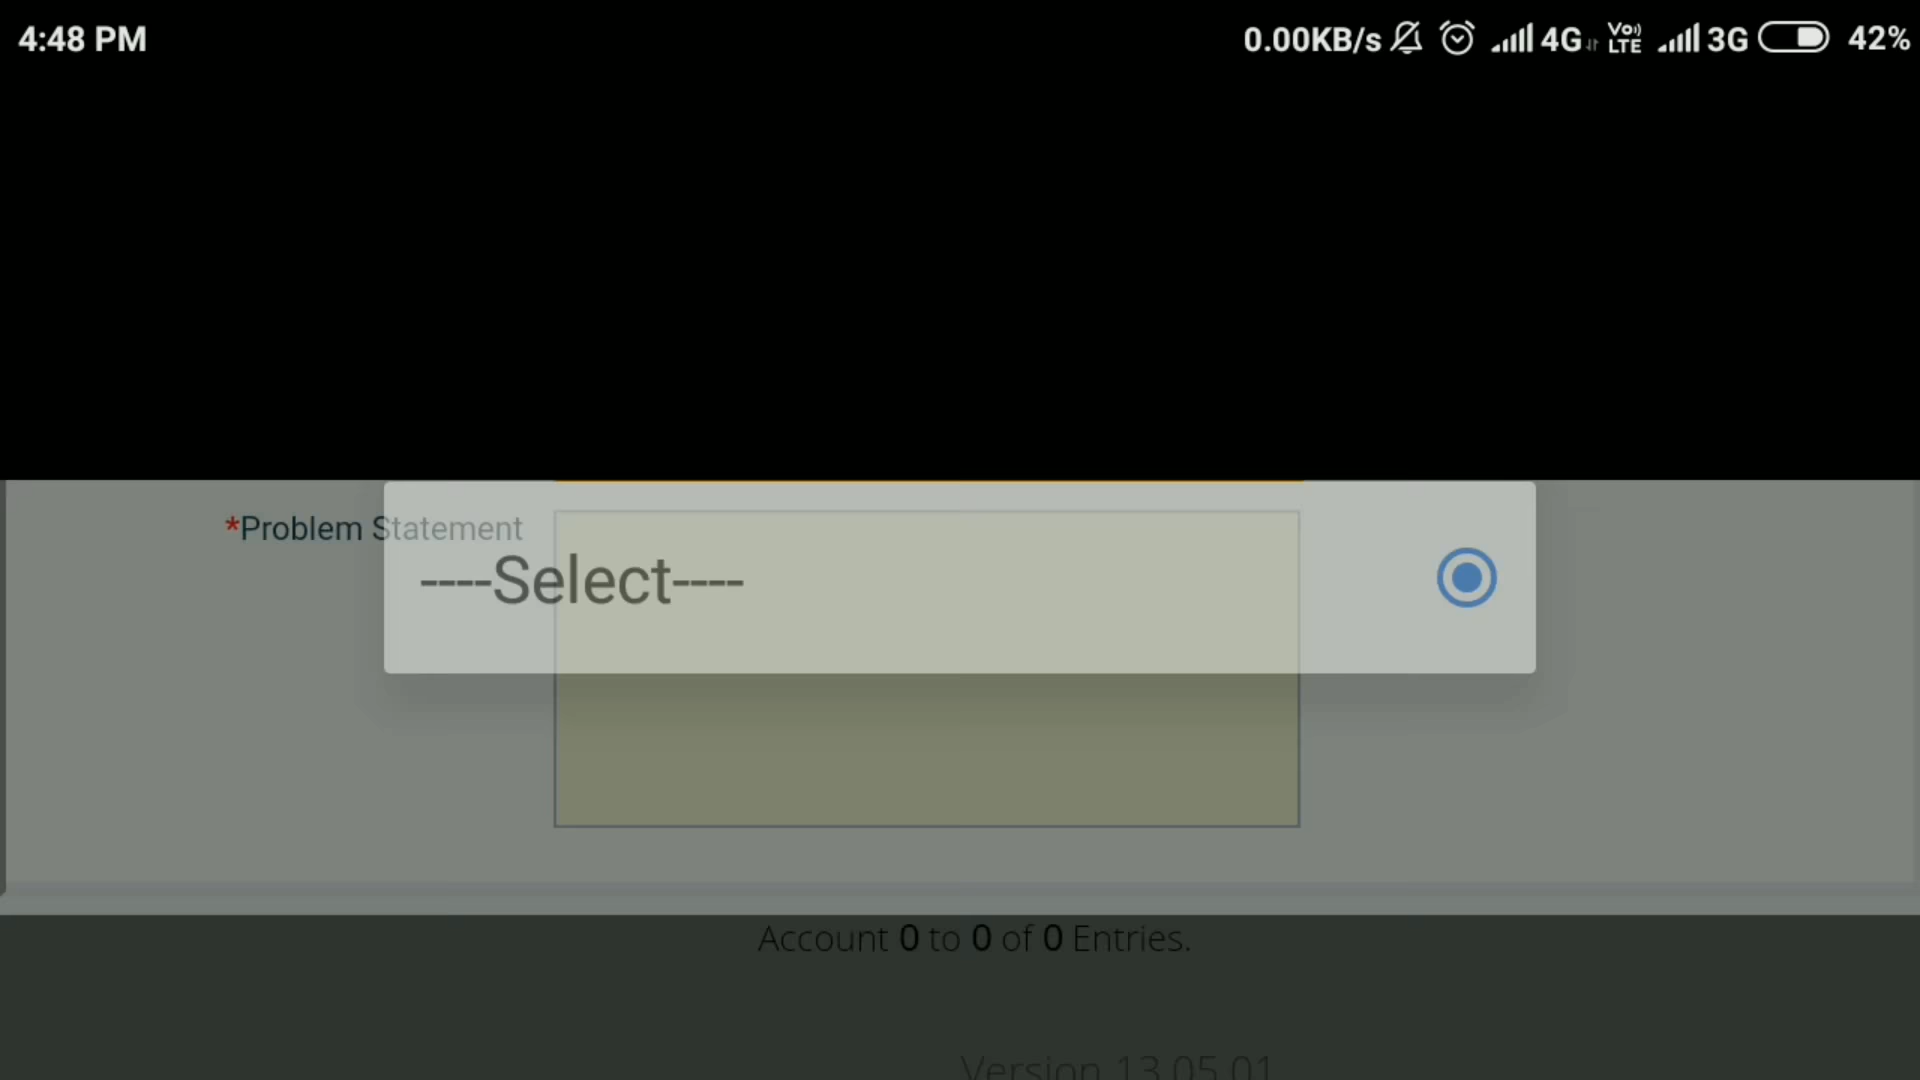 4:48 PM
0.00KB/s 4G Vo) LTE 3G 42%
*Problem Statement
----Select----
Account 0 to 0 of 0 Entries.
Version 13.05.01